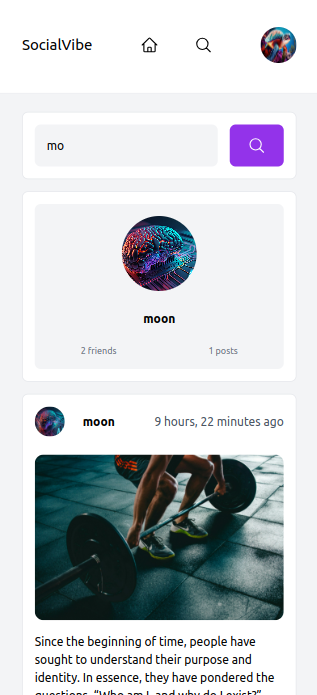 SocialVibe
mo
moon
2 friends
1 posts
moon
9 hours, 22 minutes ago
Since the beginning of time, people have
sought to understand their purpose and
identity. In essence, they have pondered the
questions, “Who am I, and why do I exist?”